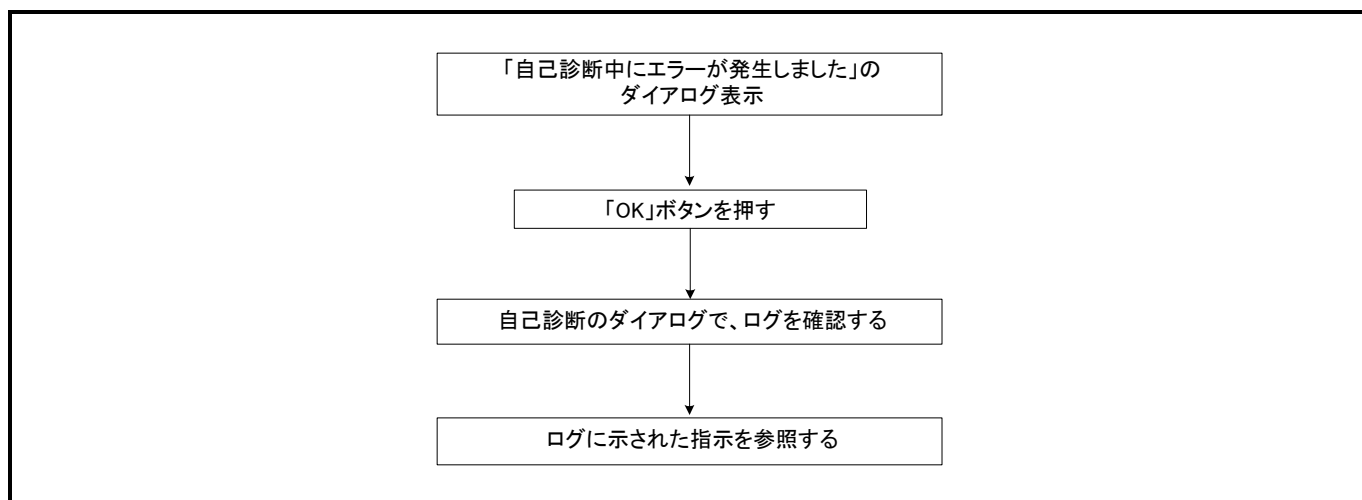 「自己診断中にエラーが発生しました」の
ダイアログ表示
「OK」ボタンを押す
自己診断のダイアログで、ログを確認する
ログに示された指示を参照する